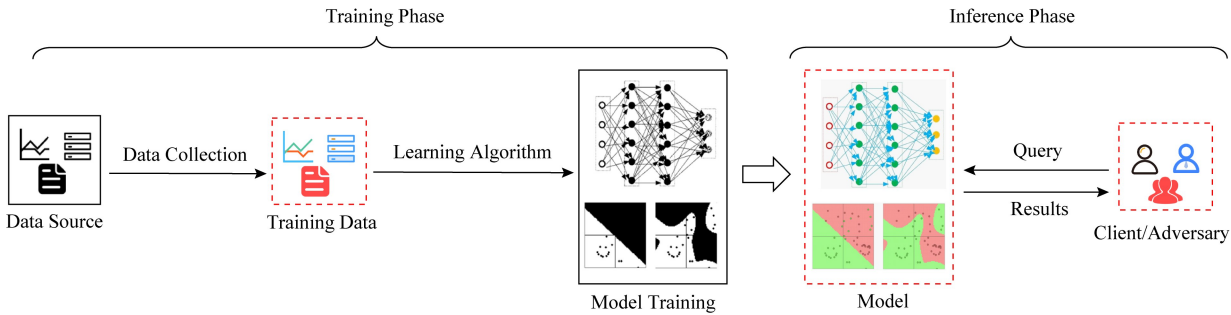 Training Phase
Inference Phase
Data Collection
Learning Algorithm
Query
Results
Data Source
Training Data
Model Training
Model
Client/Adversary